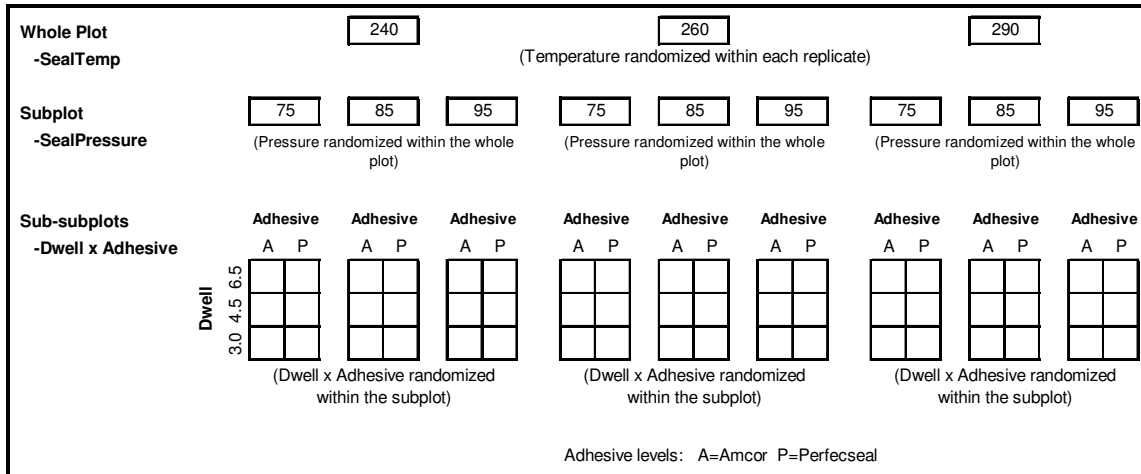 Whole Plot 240 260 290
-SealTemp (Temperature randomized within each replicate)
Subplot 75 85 95 75 85 95 75 85 95
-SealPressure (Pressure randomized within the whole plot) (Pressure randomized within the whole plot) (Pressure randomized within the whole plot)
Sub-subplots Adhesive Adhesive Adhesive Adhesive Adhesive Adhesive Adhesive Adhesive Adhesive
-Dwell x Adhesive A P A P A P A P A P A P A P A P A P
Dwell
6.5
4.5
3.0
(Dwell x Adhesive randomized within the subplot) (Dwell x Adhesive randomized within the subplot) (Dwell x Adhesive randomized within the subplot)
Adhesive levels: A=Amcor P=Perfecseal